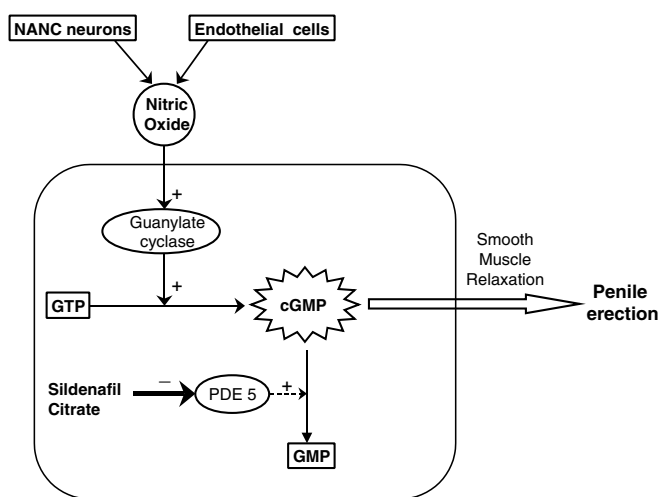 NANC neurons
Endothelial cells
Nitric
Oxide
+
Guanylate
cyclase
+
GTP
cGMP
Smooth
Muscle
Relaxation
Penile
erection
Sildenafil
Citrate
–
PDE 5
+
GMP